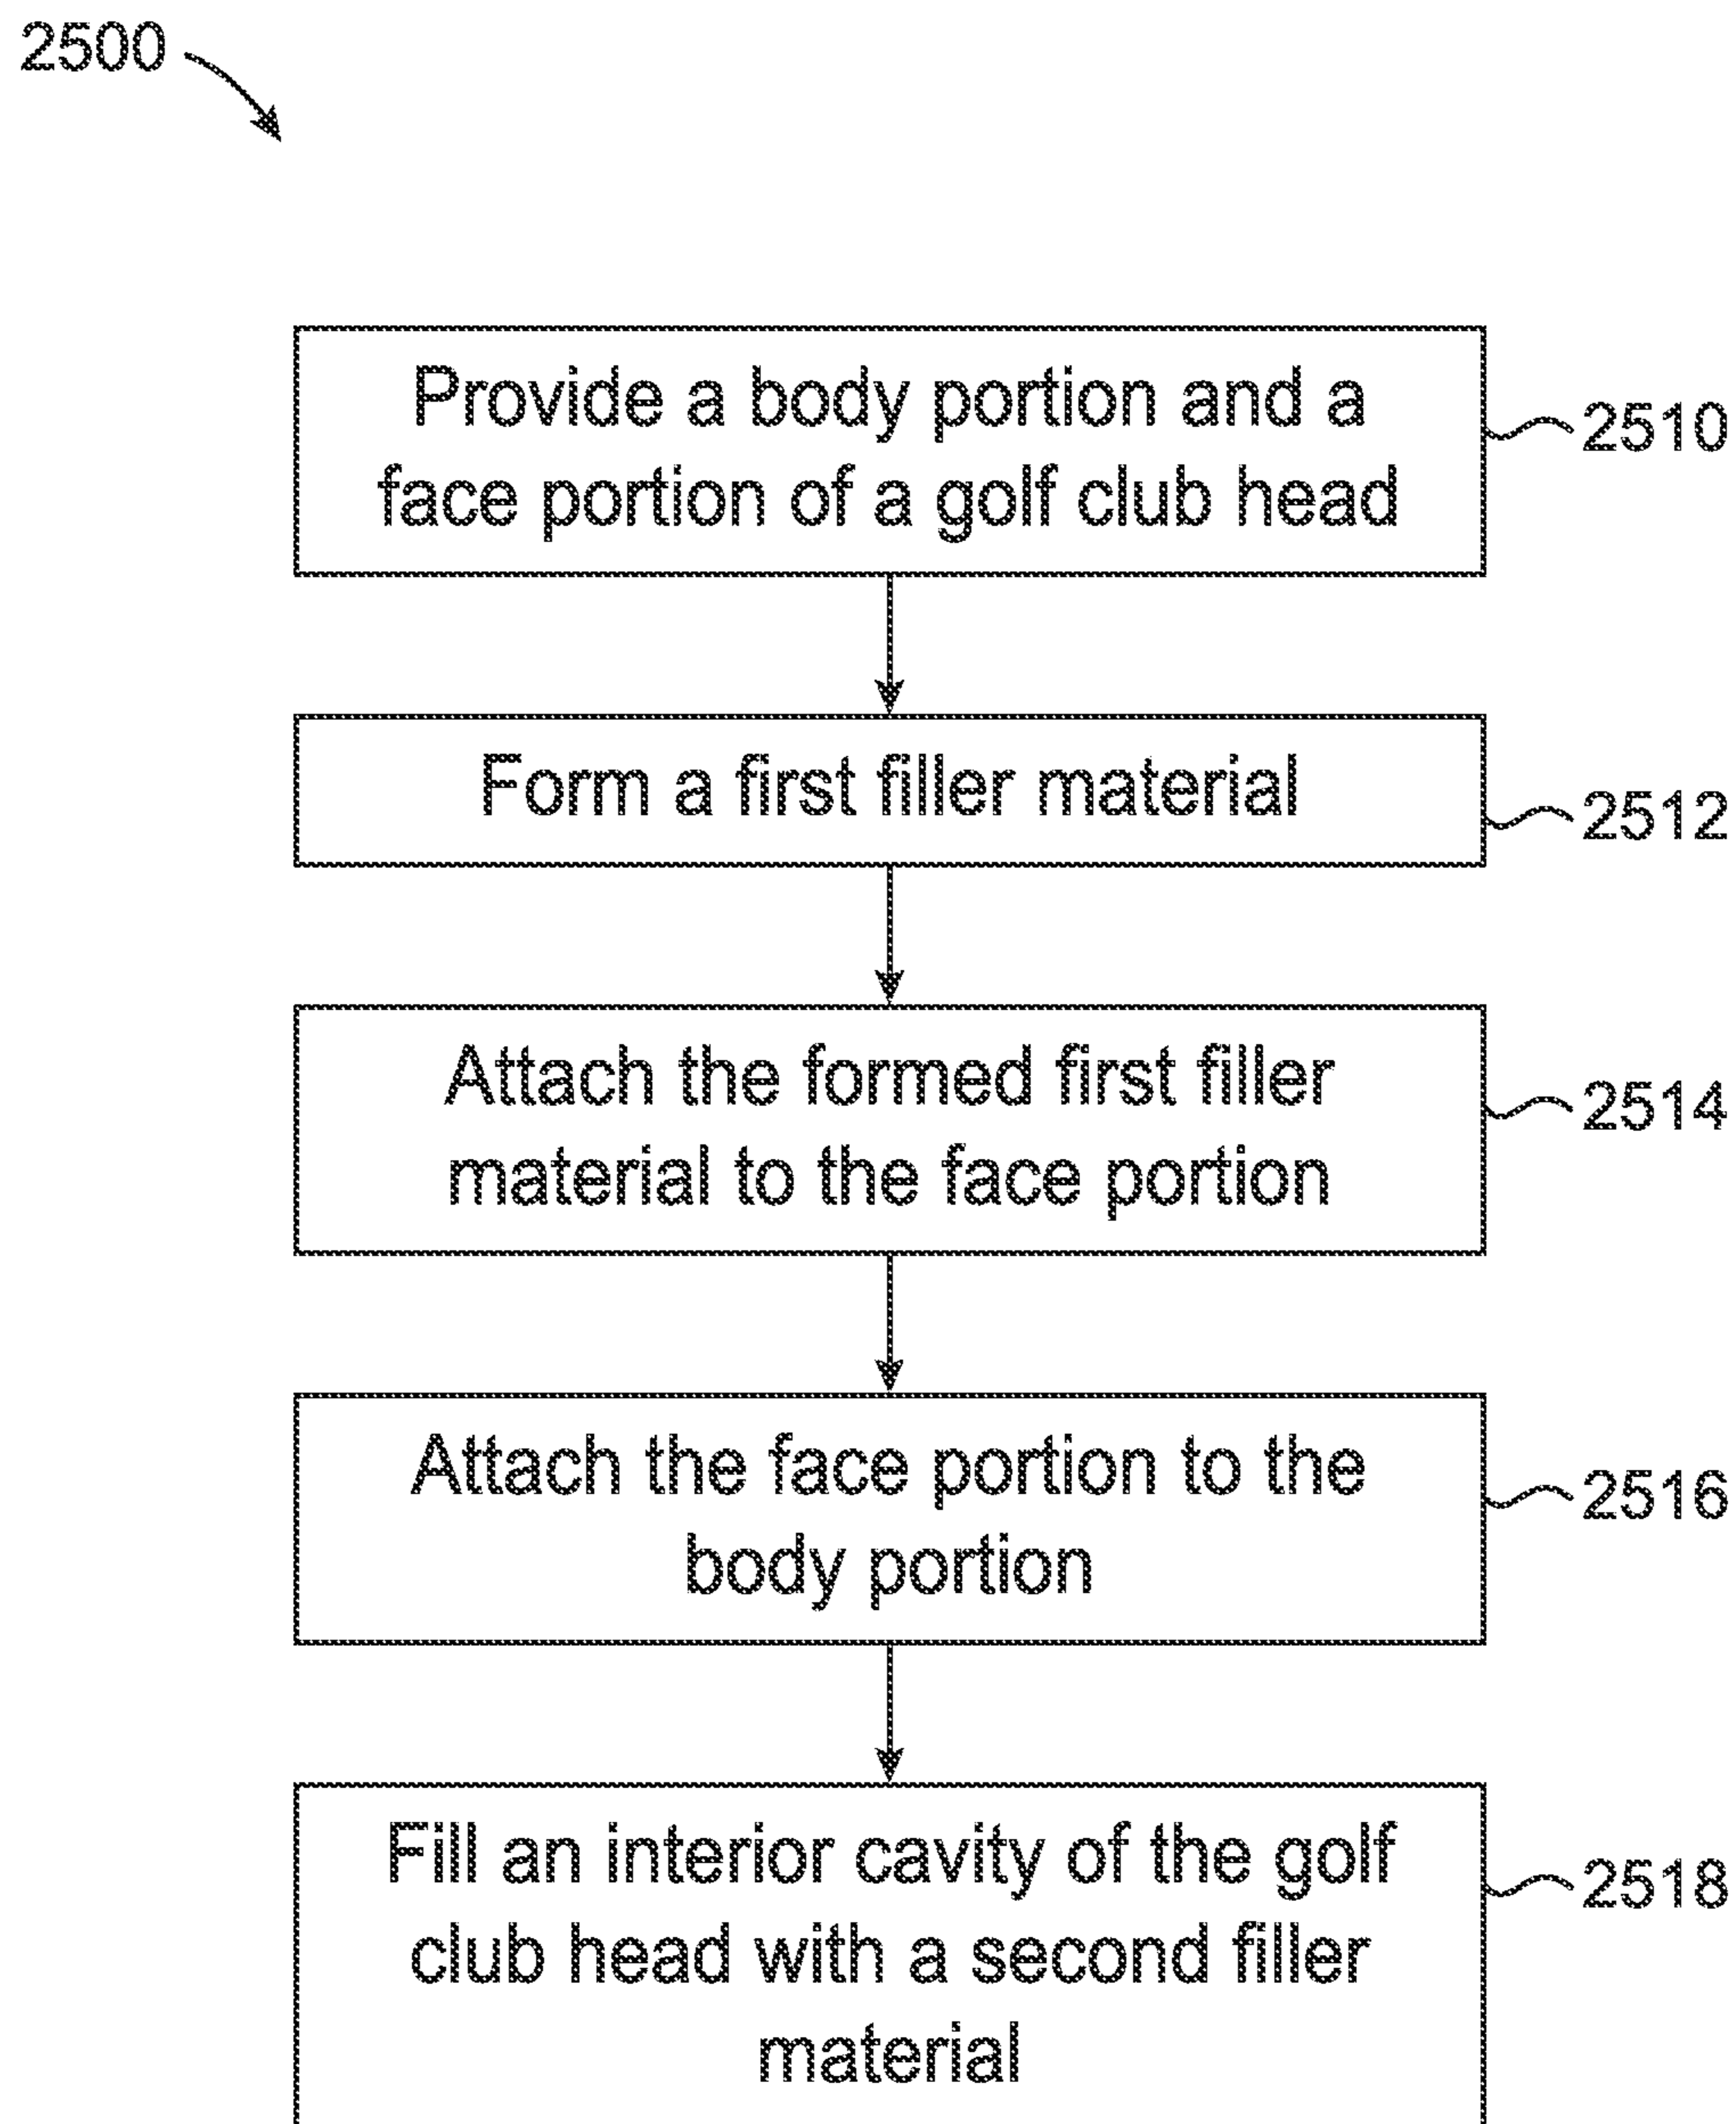 2500
Provide a body portion and a
face portion of a golf club head
2510
Form a first filler material
2512
Attach the formed first filler
material to the face portion
2514
Attach the face portion to the
body portion
2516
Fill an interior cavity of the golf
club head with a second filler
material
2518